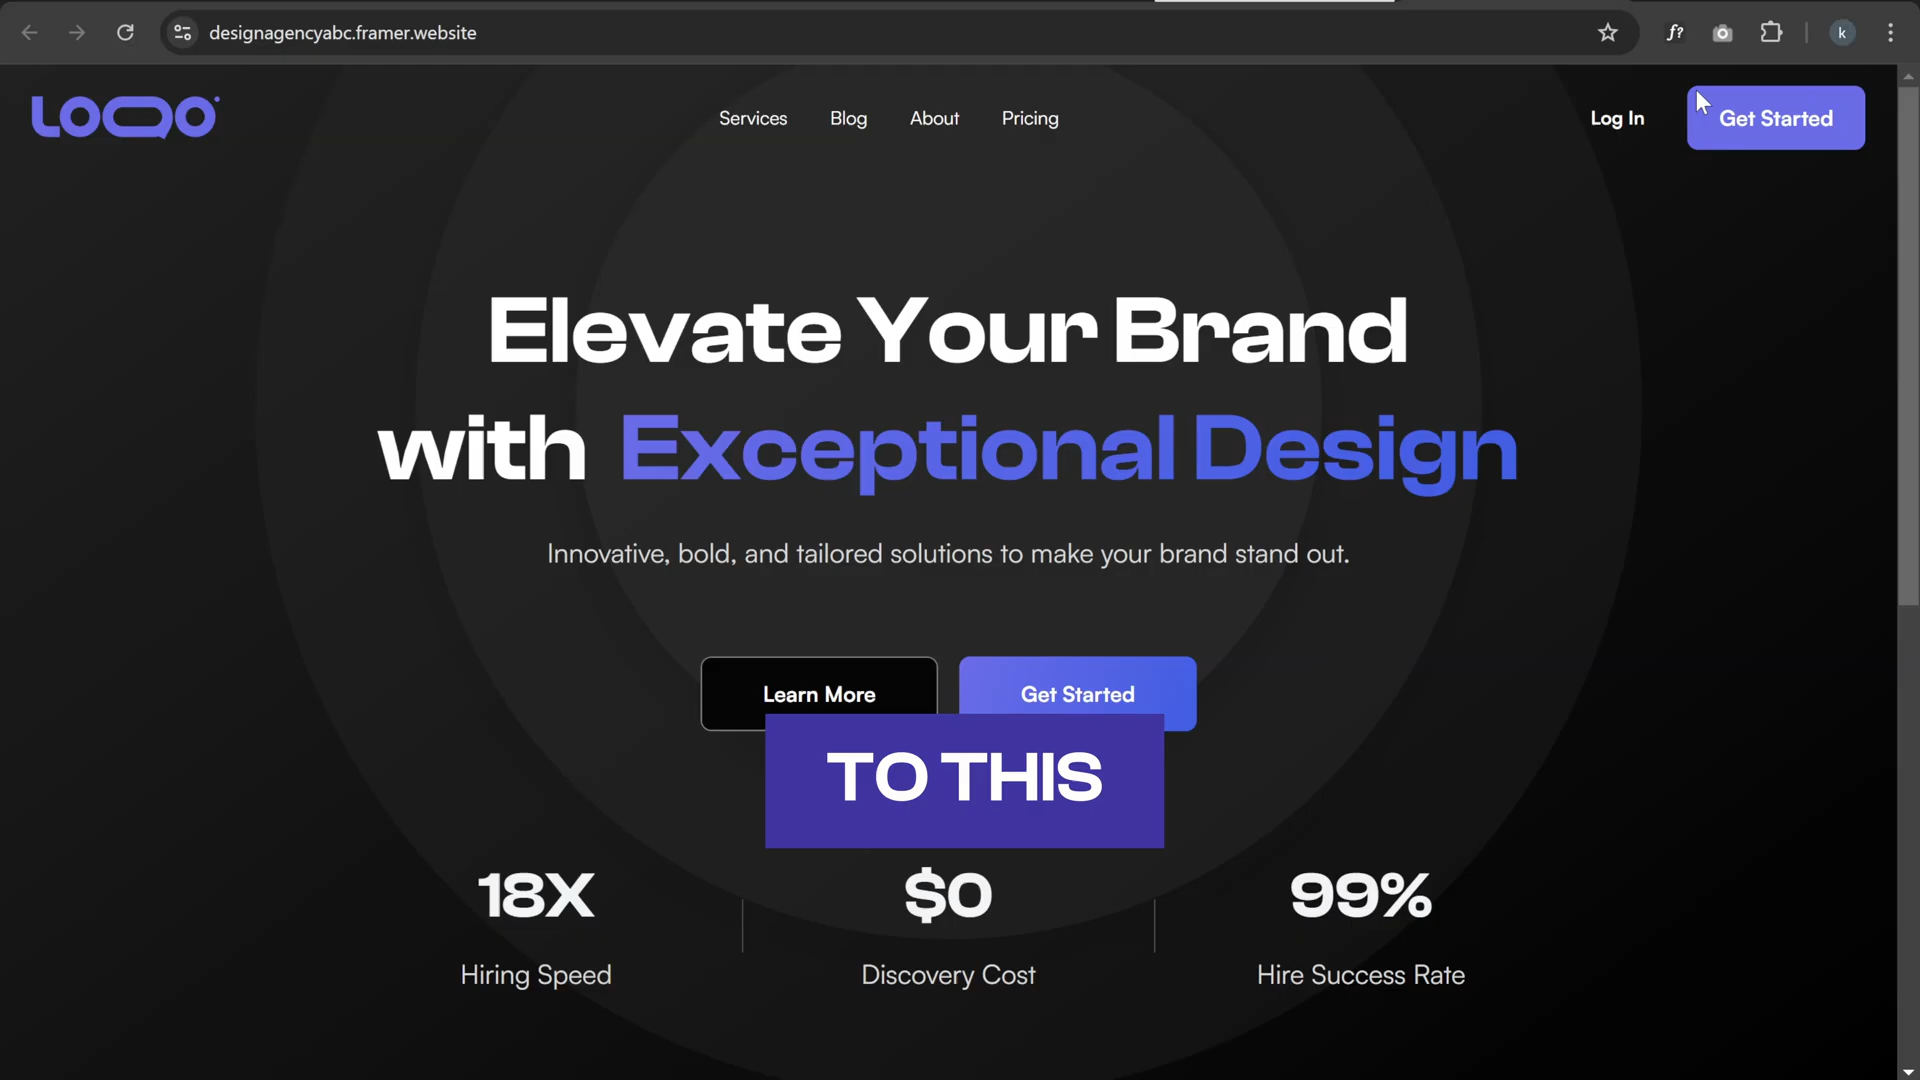 designagencyabc.framer.website
f?
k
LOQO
Services Blog About Pricing
Log In
Get Started
Elevate Your Brand
with Exceptional Design
Innovative, bold, and tailored solutions to make your brand stand out.
Learn More
Get Started
TO THIS
18X
Hiring Speed
$0
Discovery Cost
99%
Hire Success Rate